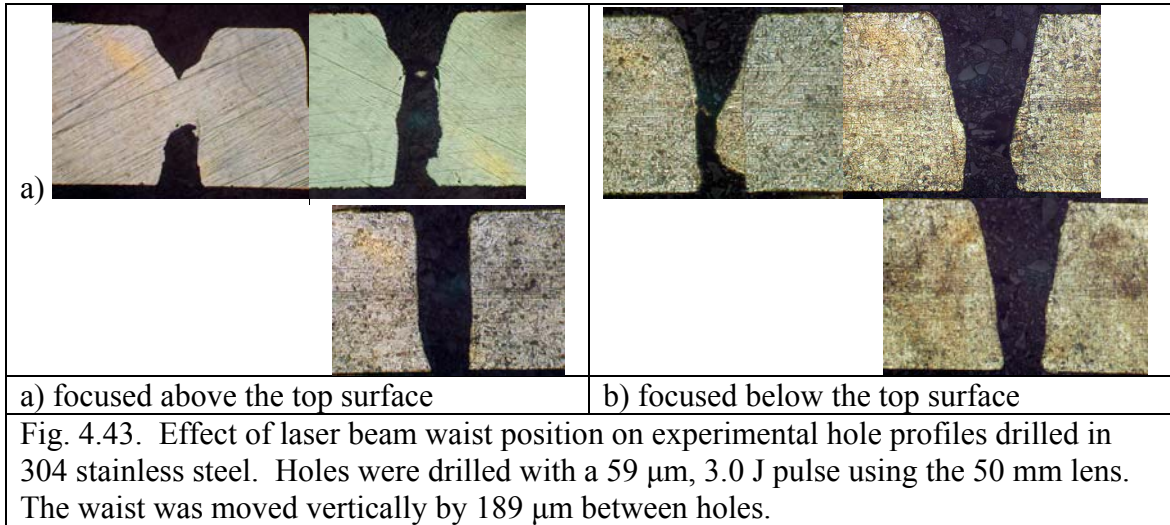 a)
a) focused above the top surface
b) focused below the top surface
Fig. 4.43. Effect of laser beam waist position on experimental hole profiles drilled in
304 stainless steel. Holes were drilled with a 59 μm, 3.0 J pulse using the 50 mm lens.
The waist was moved vertically by 189 μm between holes.